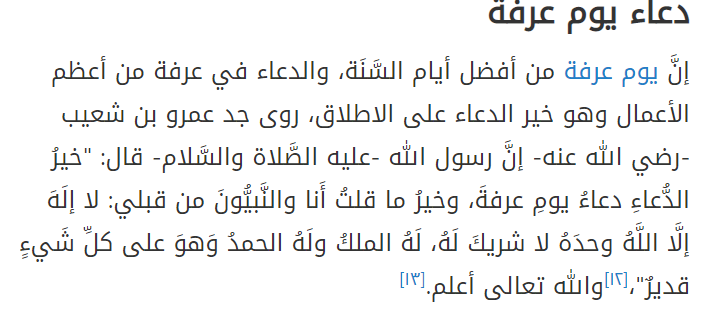 دعاء يوم عرفة
إنَّ يوم عرفة من أفضل أيام السَّنَة، والدعاء في عرفة من أعظم
الأعمال وهو خير الدعاء على الاطلاق، روى جد عمرو بن شعيب
-رضي الله عنه- إنَّ رسول الله -عليه الصَّلاة والسَّلام- قال: "خيرُ
الدُّعاءِ دعاءُ يومِ عرفةَ، وخيرُ ما قلتُ أَنا والنَّبيُّونَ من قبلي: لا إلَهَ
إلَّا اللَّهُ وحدَهُ لا شريكَ لَهُ، لَهُ الملكُ ولَهُ الحمدُ وَهوَ على كلِّ شَيءٍ
قديرٌ"،[١٢]والله تعالى أعلم.[١٣]